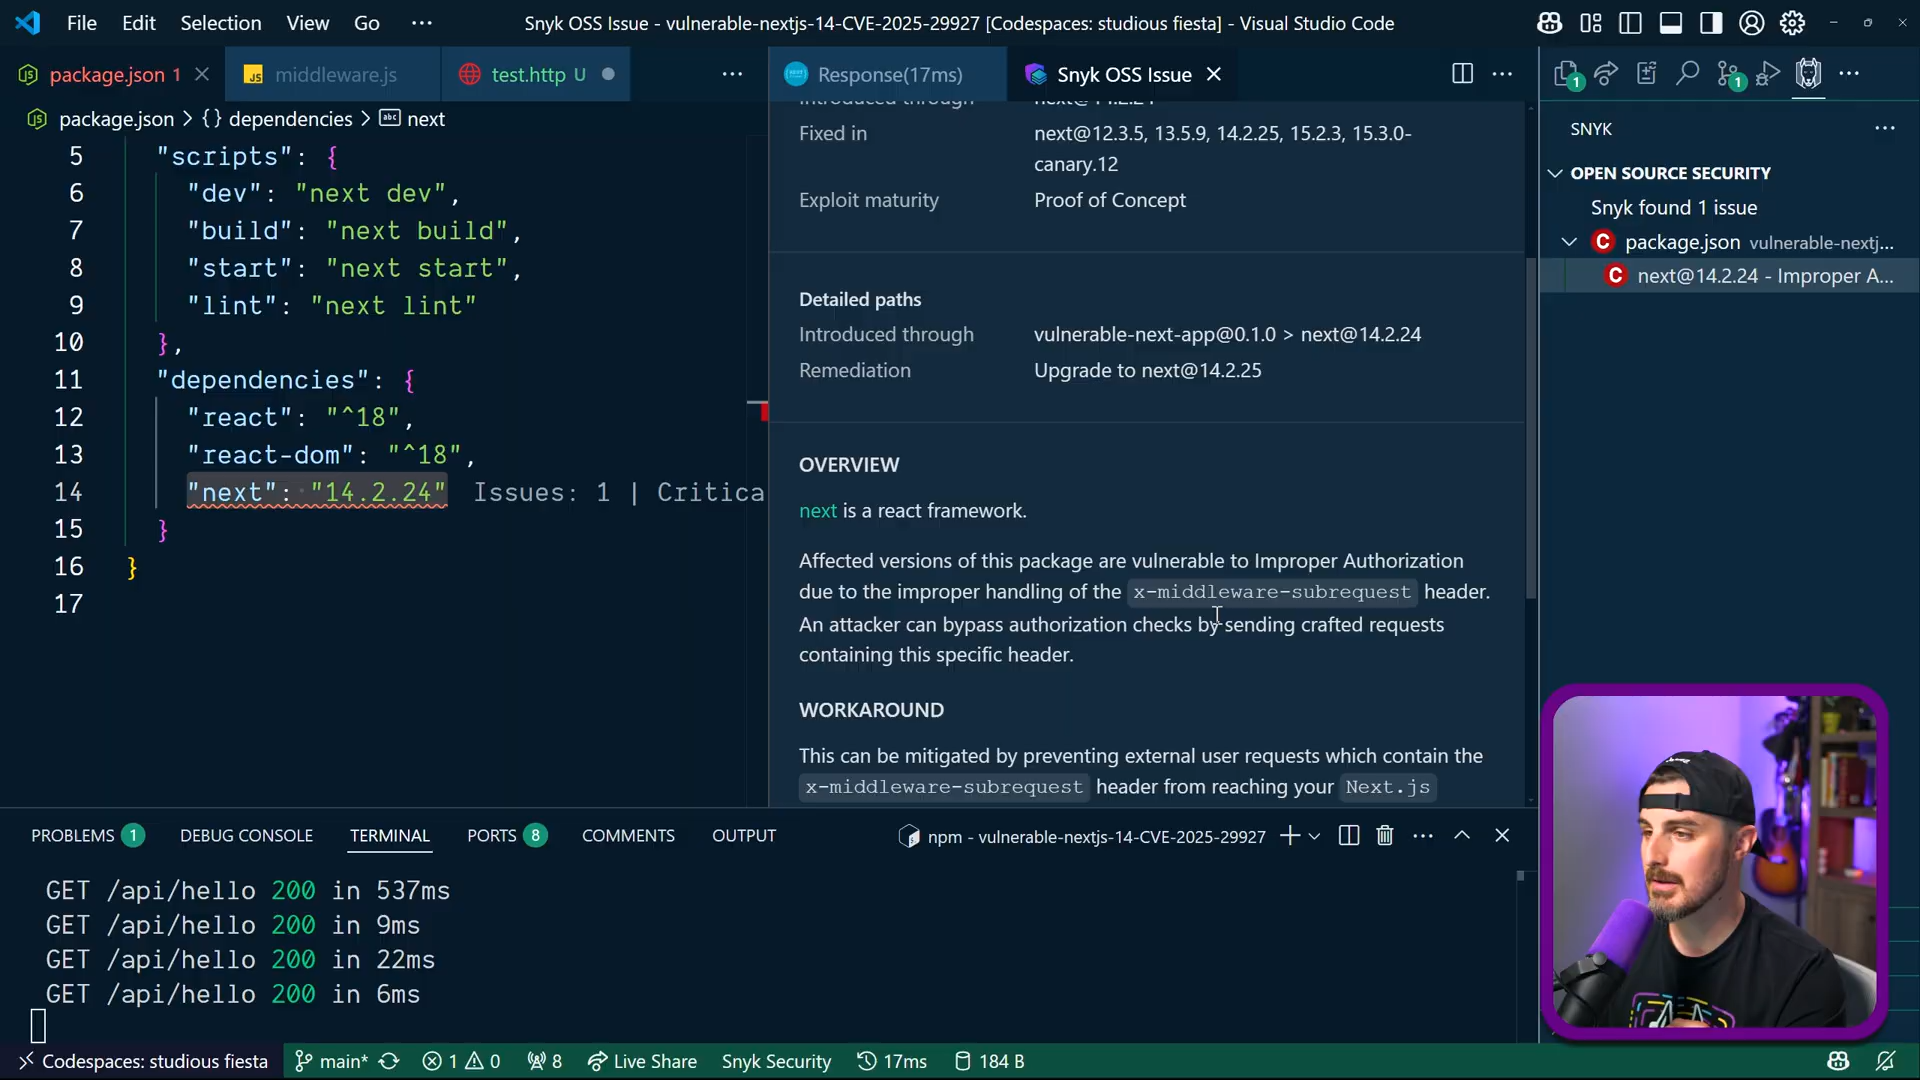 File Edit Selection View Go ···
Snyk OSS Issue - vulnerable-nextjs-14-CVE-2025-29927 [Codespaces: studious fiesta] - Visual Studio Code
package.json 1
JS middleware.js
test.http U
···
package.json > {} dependencies > abc next
5 "scripts": {
6 "dev": "next dev",
7 "build": "next build",
8 "start": "next start",
9 "lint": "next lint"
10 },
11 "dependencies": {
12 "react": "^18",
13 "react-dom": "^18",
14 "next": "14.2.24" Issues: 1 | Critica
15 }
16 }
17
Response(17ms)
Snyk OSS Issue
···
Introduced through next@14.2.24
Fixed in next@12.3.5, 13.5.9, 14.2.25, 15.2.3, 15.3.0-
canary.12
Exploit maturity Proof of Concept
Detailed paths
Introduced through vulnerable-next-app@0.1.0 > next@14.2.24
Remediation Upgrade to next@14.2.25
OVERVIEW
next is a react framework.
Affected versions of this package are vulnerable to Improper Authorization
due to the improper handling of the x-middleware-subrequest header.
An attacker can bypass authorization checks by sending crafted requests
containing this specific header.
WORKAROUND
This can be mitigated by preventing external user requests which contain the
x-middleware-subrequest header from reaching your Next.js
1 1 ···
SNYK ···
OPEN SOURCE SECURITY
Snyk found 1 issue
C package.json vulnerable-nextj...
C next@14.2.24 - Improper A...
PROBLEMS 1 DEBUG CONSOLE TERMINAL PORTS 8 COMMENTS OUTPUT
npm - vulnerable-nextjs-14-CVE-2025-29927 ···
GET /api/hello 200 in 537ms
GET /api/hello 200 in 9ms
GET /api/hello 200 in 22ms
GET /api/hello 200 in 6ms
Codespaces: studious fiesta main* 1 0 8 Live Share Snyk Security 17ms 184 B